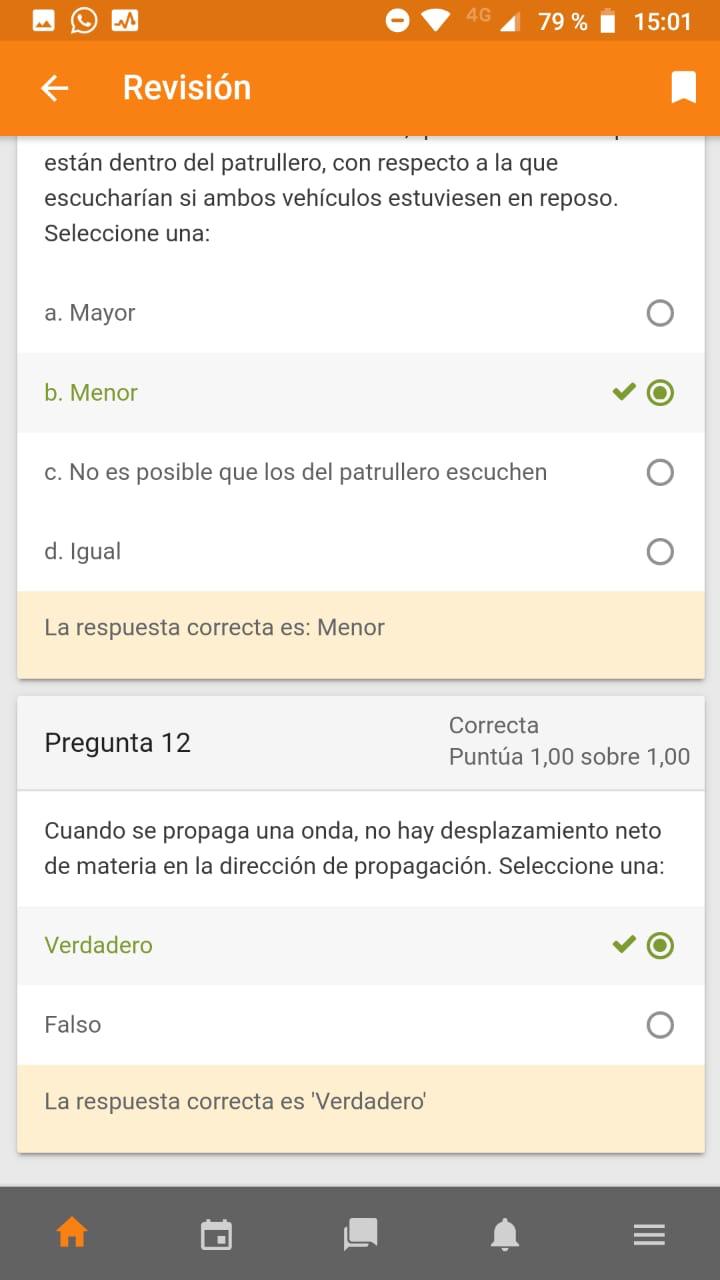 4G 79 % 15:01
Revisión
están dentro del patrullero, con respecto a la que
escucharían si ambos vehículos estuviesen en reposo.
Seleccione una:
a. Mayor
b. Menor
c. No es posible que los del patrullero escuchen
d. Igual
La respuesta correcta es: Menor
Pregunta 12
Correcta
Puntúa 1,00 sobre 1,00
Cuando se propaga una onda, no hay desplazamiento neto
de materia en la dirección de propagación. Seleccione una:
Verdadero
Falso
La respuesta correcta es 'Verdadero'